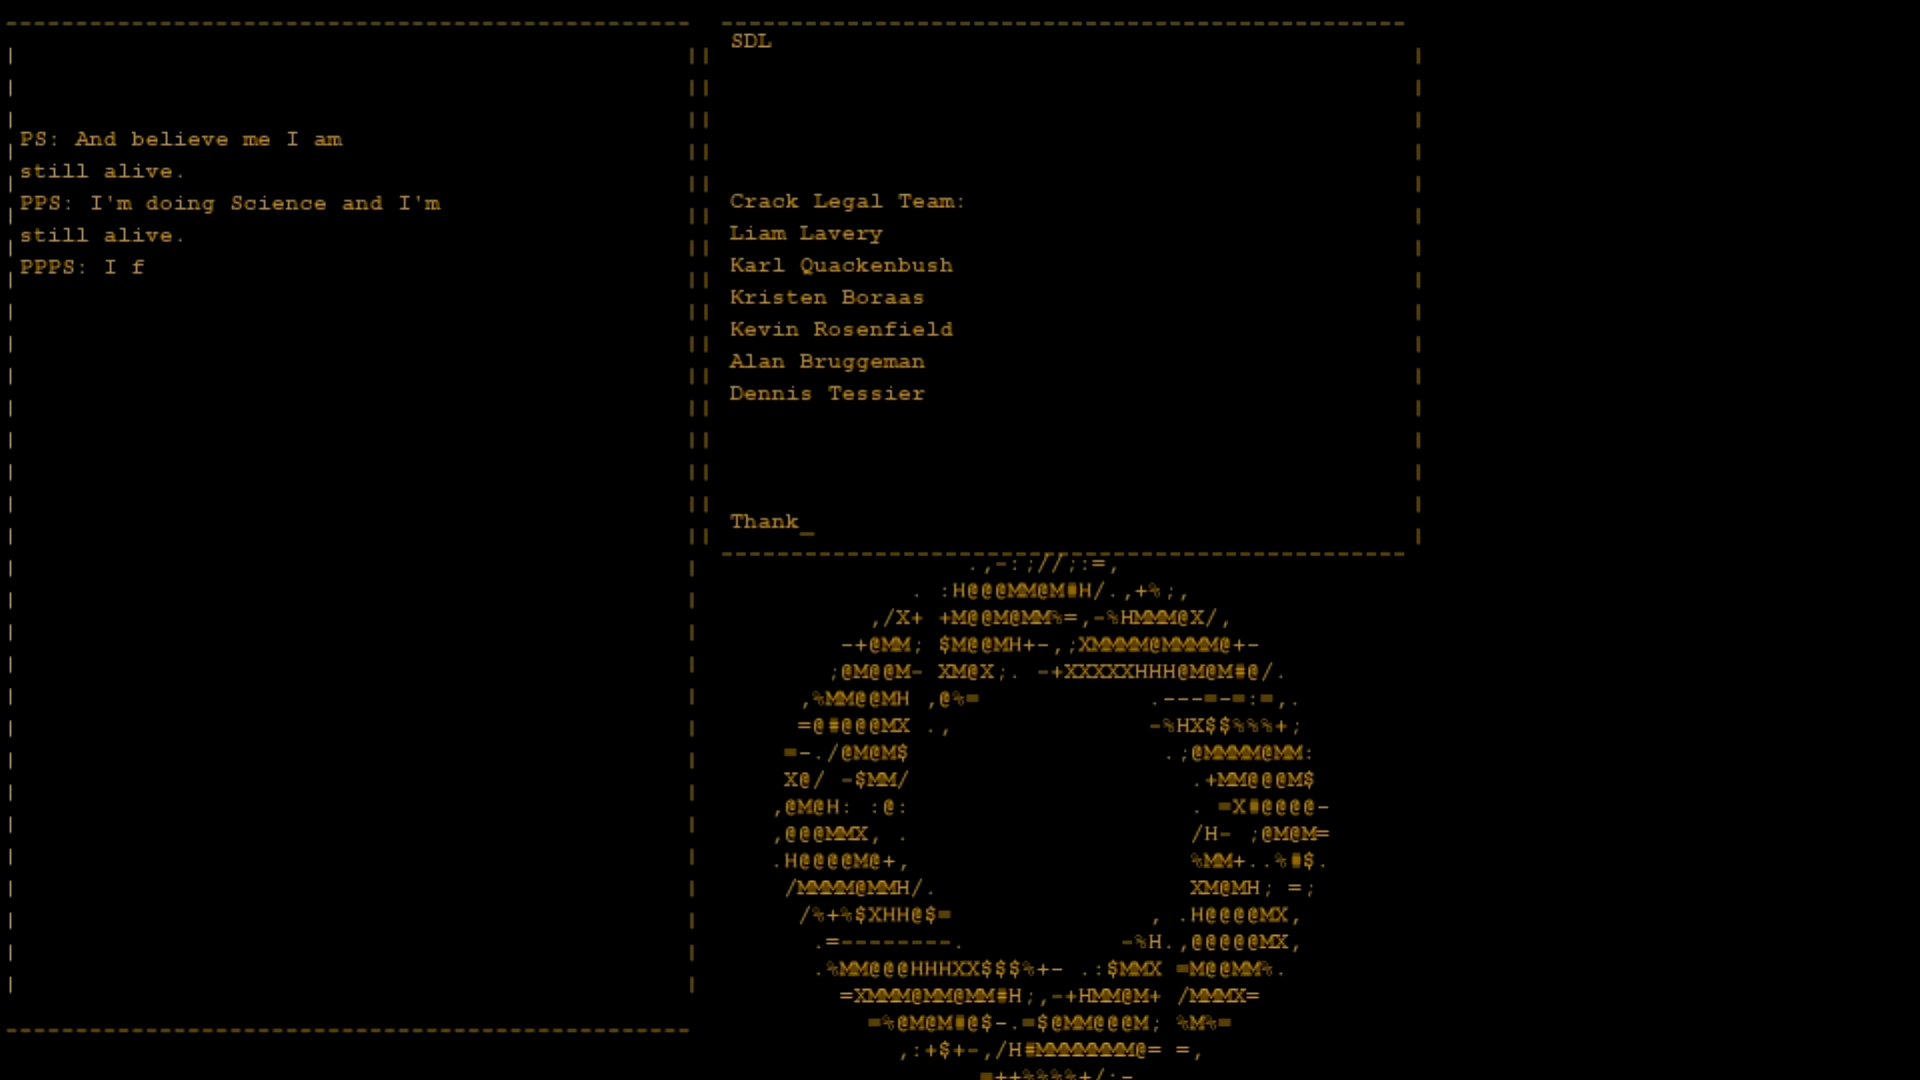 PS: And believe me I am
still alive.
PPS: I'm doing Science and I'm
still alive.
PPPS: I f
SDL
Crack Legal Team:
Liam Lavery
Karl Quackenbush
Kristen Boraas
Kevin Rosenfield
Alan Bruggeman
Dennis Tessier
Thank_